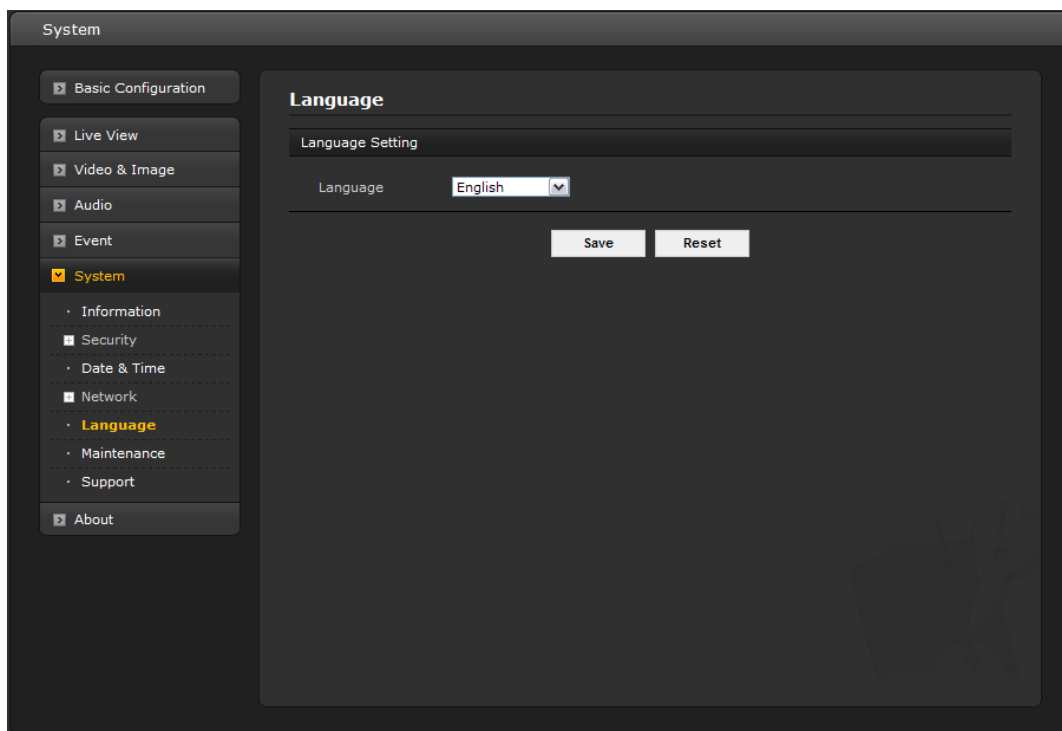 System
Basic Configuration
Live View
Video & Image
Audio
Event
System
Information
Security
Date & Time
Network
Language
Maintenance
Support
About
Language
Language Setting
Language English
Save Reset